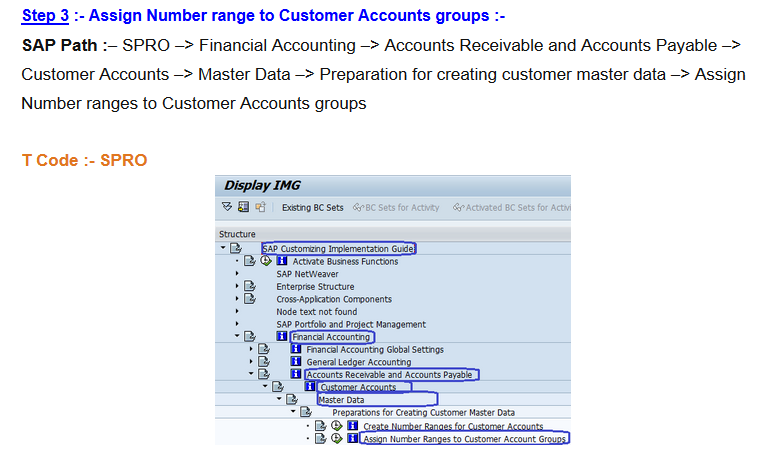 Step 3 :- Assign Number range to Customer Accounts groups :-
SAP Path :– SPRO –> Financial Accounting –> Accounts Receivable and Accounts Payable –>
Customer Accounts –> Master Data –> Preparation for creating customer master data –> Assign
Number ranges to Customer Accounts groups
T Code :- SPRO
Display IMG
Existing BC Sets BC Sets for Activity Activated BC Sets for Activi
Structure
SAP Customizing Implementation Guide
Activate Business Functions
SAP NetWeaver
Enterprise Structure
Cross-Application Components
Node text not found
SAP Portfolio and Project Management
Financial Accounting
Financial Accounting Global Settings
General Ledger Accounting
Accounts Receivable and Accounts Payable
Customer Accounts
Master Data
Preparations for Creating Customer Master Data
Create Number Ranges for Customer Accounts
Assign Number Ranges to Customer Account Groups